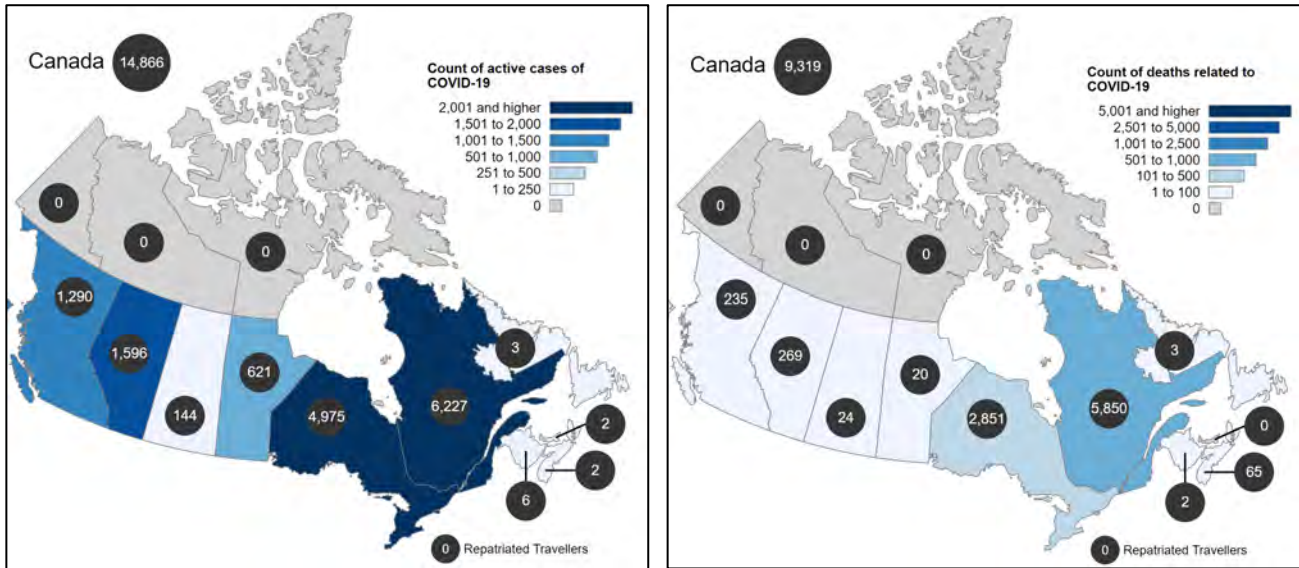 Canada
14,866
Count of active cases of
COVID-19
2,001 and higher
1,501 to 2,000
1,001 to 1,500
501 to 1,000
251 to 500
1 to 250
0
0
0
0
1,290
1,596
144
621
4,975
6,227
3
2
2
6
0 Repatriated Travellers
Canada
9,319
Count of deaths related to
COVID-19
5,001 and higher
2,501 to 5,000
1,001 to 2,500
501 to 1,000
101 to 500
1 to 100
0
0
0
0
235
269
24
20
2,851
5,850
3
0
65
2
0 Repatriated Travellers